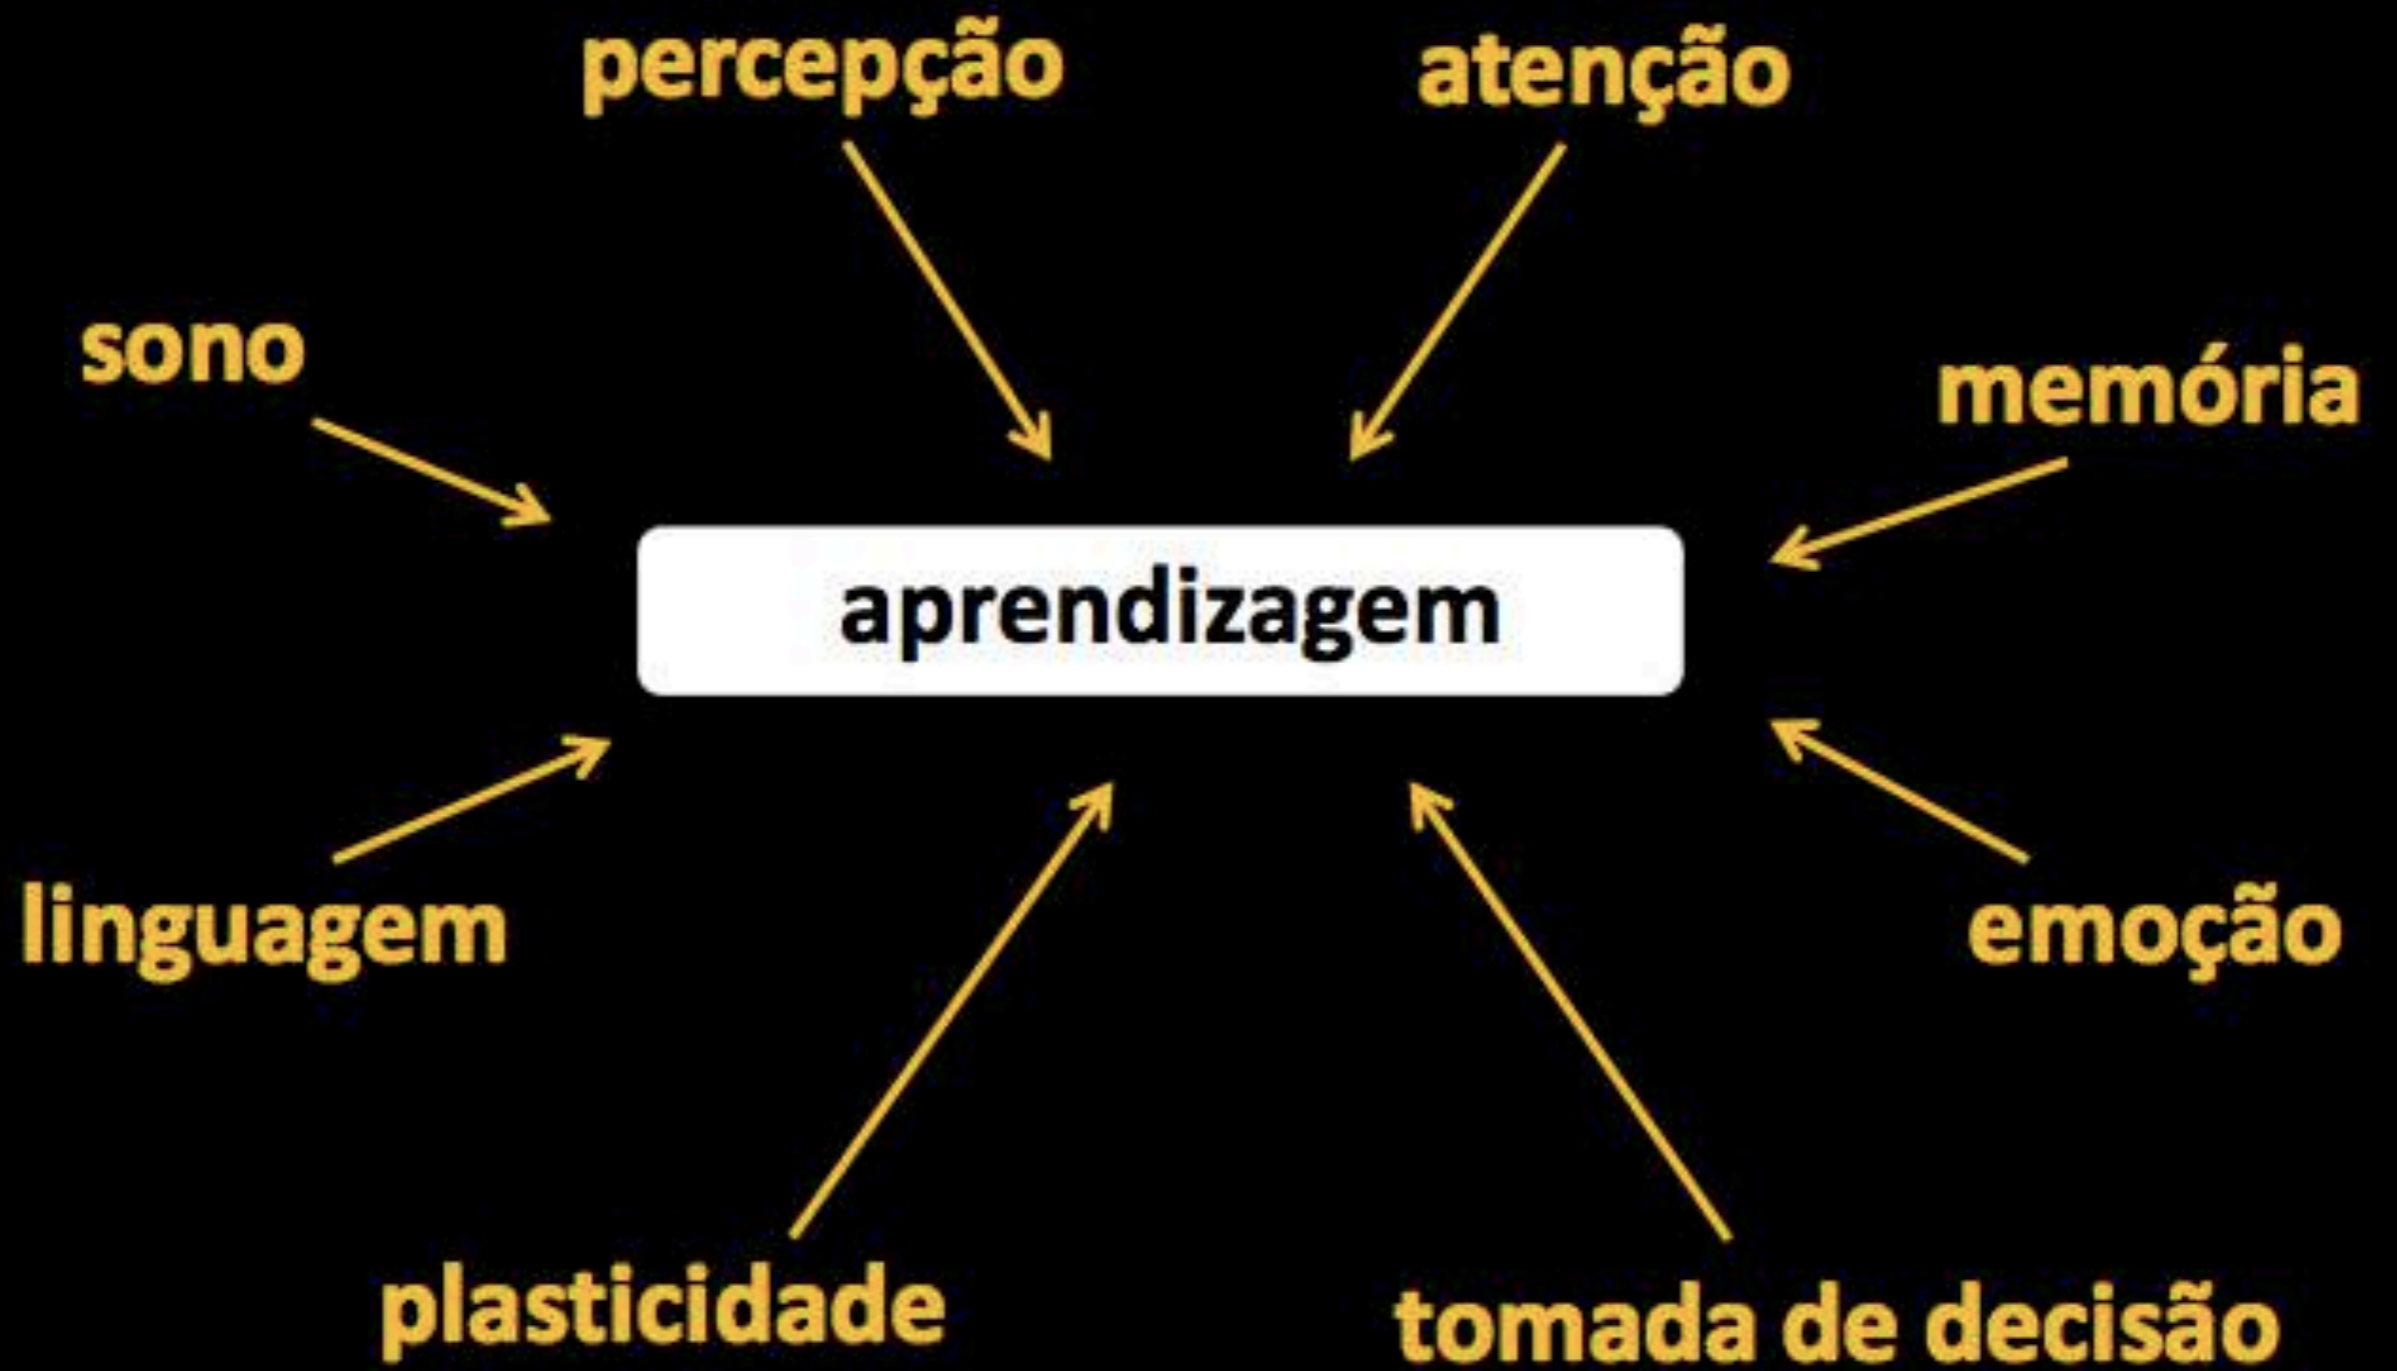 percepção
atenção
sono
memória
aprendizagem
linguagem
emoção
plasticidade
tomada de decisão